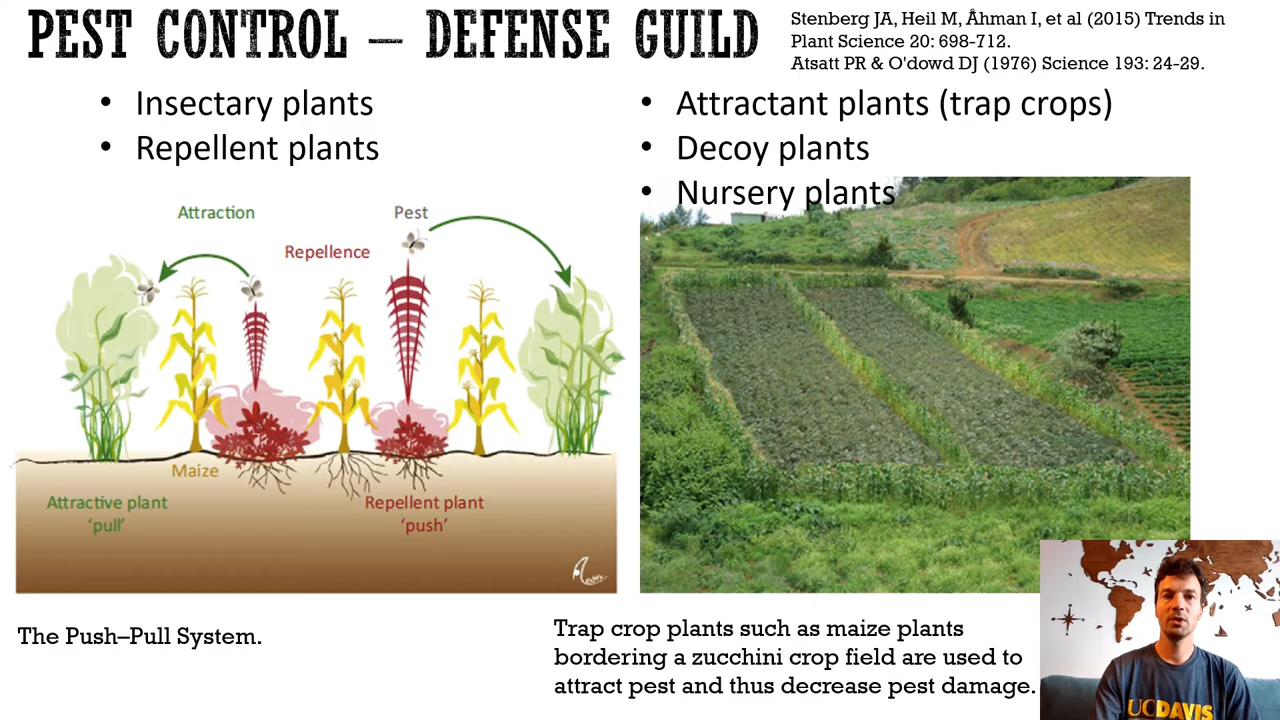 PEST CONTROL – DEFENSE GUILD
Stenberg JA, Heil M, Åhman I, et al (2015) Trends in
Plant Science 20: 698-712.
Atsatt PR & O'dowd DJ (1976) Science 193: 24-29.
• Insectary plants
• Repellent plants
• Attractant plants (trap crops)
• Decoy plants
• Nursery plants
Attraction
Pest
Repellence
Maize
Attractive plant
‘pull’
Repellent plant
‘push’
The Push–Pull System.
Trap crop plants such as maize plants
bordering a zucchini crop field are used to
attract pest and thus decrease pest damage.
UCDAVIS